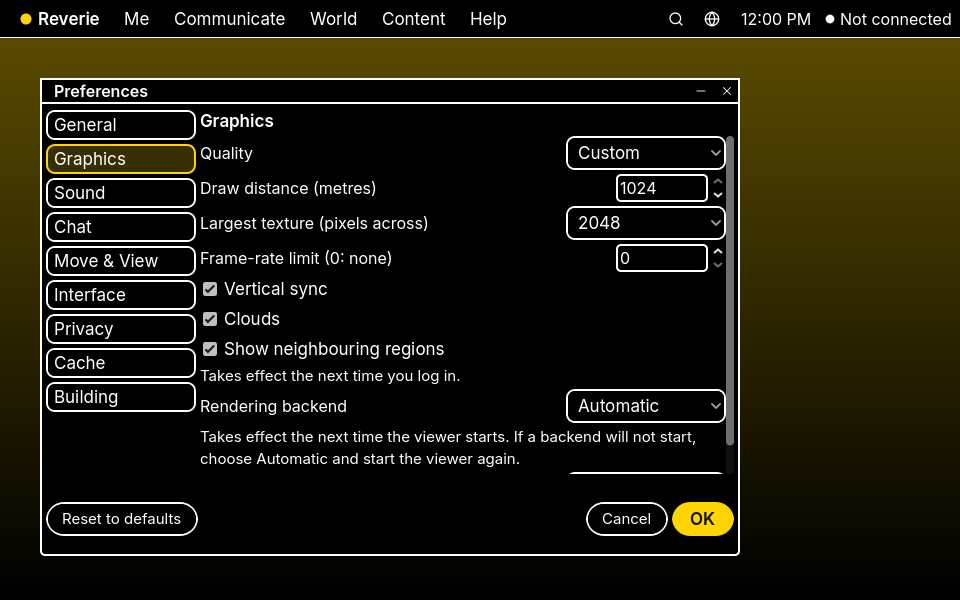 Reverie Me Communicate World Content Help 12:00 PM Not connected
Preferences
General
Graphics
Sound
Chat
Move & View
Interface
Privacy
Cache
Building
Graphics
Quality Custom
Draw distance (metres) 1024
Largest texture (pixels across) 2048
Frame-rate limit (0: none) 0
Vertical sync
Clouds
Show neighbouring regions
Takes effect the next time you log in.
Rendering backend Automatic
Takes effect the next time the viewer starts. If a backend will not start,
choose Automatic and start the viewer again.
Reset to defaults Cancel OK